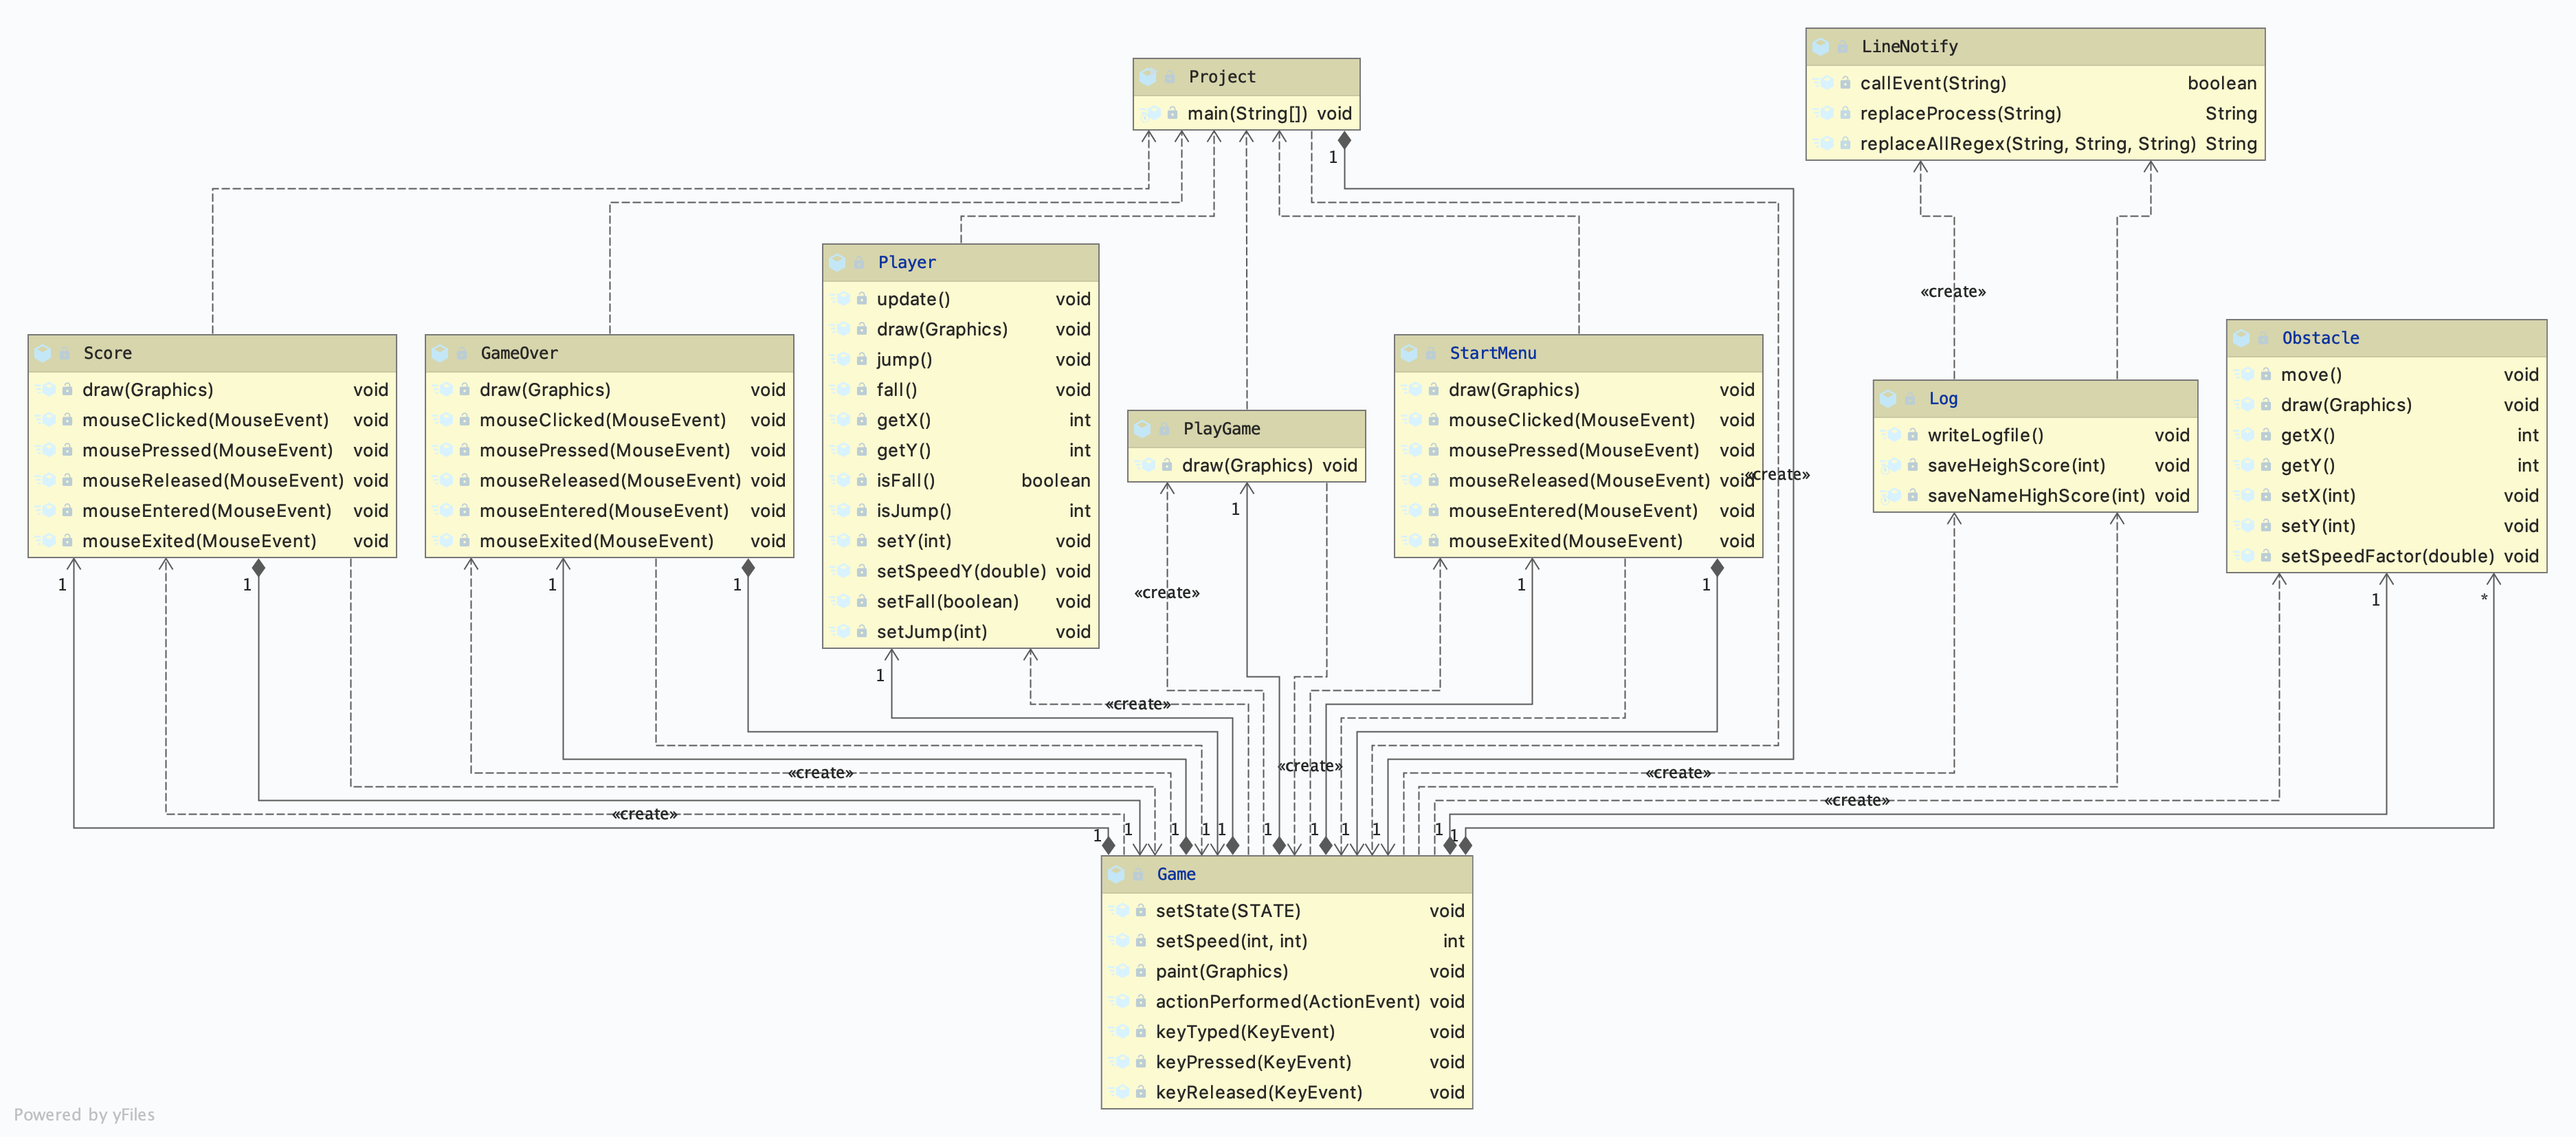 LineNotify
callEvent(String) boolean
replaceProcess(String) String
replaceAllRegex(String, String, String) String
Project
main(String[]) void
1
Player
update() void
draw(Graphics) void
jump() void
fall() void
getX() int
getY() int
isFall() boolean
isJump() int
setY(int) void
setSpeedY(double) void
setFall(boolean) void
setJump(int) void
1
«create»
Score
draw(Graphics) void
mouseClicked(MouseEvent) void
mousePressed(MouseEvent) void
mouseReleased(MouseEvent) void
mouseEntered(MouseEvent) void
mouseExited(MouseEvent) void
1
1
GameOver
draw(Graphics) void
mouseClicked(MouseEvent) void
mousePressed(MouseEvent) void
mouseReleased(MouseEvent) void
mouseEntered(MouseEvent) void
mouseExited(MouseEvent) void
1
1
PlayGame
draw(Graphics) void
1
«create»
StartMenu
draw(Graphics) void
mouseClicked(MouseEvent) void
mousePressed(MouseEvent) void
mouseReleased(MouseEvent) void
mouseEntered(MouseEvent) void
mouseExited(MouseEvent) void
1
1
«create»
«create»
Log
writeLogfile() void
saveHeighScore(int) void
saveNameHighScore(int) void
Obstacle
move() void
draw(Graphics) void
getX() int
getY() int
setX(int) void
setY(int) void
setSpeedFactor(double) void
1
*
«create»
«create»
«create»
«create»
«create»
1
1
1
1
1
1
1
1
1
1
1
Game
setState(STATE) void
setSpeed(int, int) int
paint(Graphics) void
actionPerformed(ActionEvent) void
keyTyped(KeyEvent) void
keyPressed(KeyEvent) void
keyReleased(KeyEvent) void
Powered by yFiles